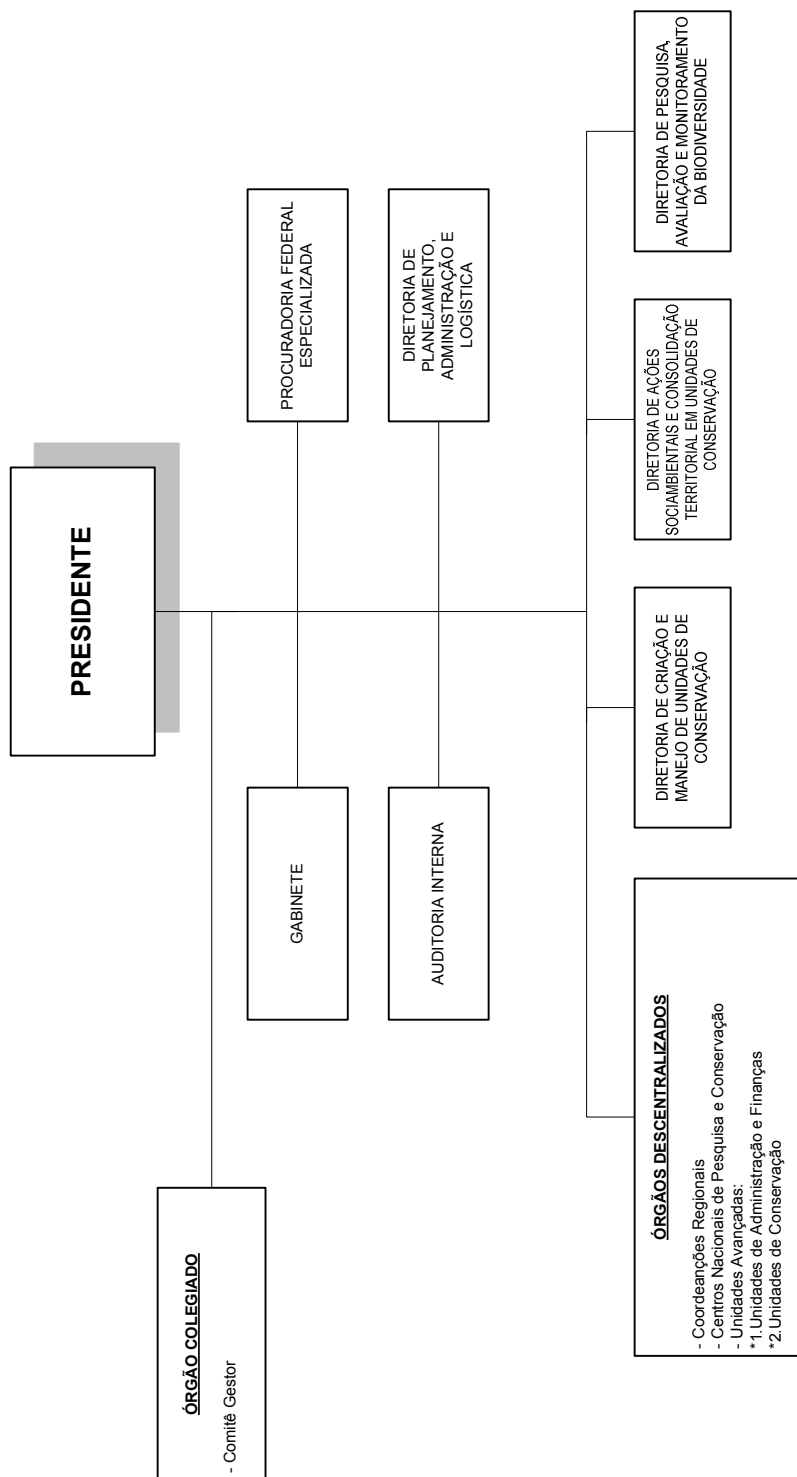 PRESIDENTE
ÓRGÃO COLEGIADO
- Comitê Gestor
GABINETE
PROCURADORIA FEDERAL
ESPECIALIZADA
AUDITORIA INTERNA
DIRETORIA DE
PLANEJAMENTO,
ADMINISTRAÇÃO E
LOGÍSTICA
ÓRGÃOS DESCENTRALIZADOS
- Coordeanções Regionais
- Centros Nacionais de Pesquisa e Conservação
- Unidades Avançadas:
*1.Unidades de Administração e Finanças
*2.Unidades de Conservação
DIRETORIA DE CRIAÇÃO E
MANEJO DE UNIDADES DE
CONSERVAÇÃO
DIRETORIA DE AÇÕES
SOCIAMBIENTAIS E CONSOLIDAÇÃO
TERRITORIAL EM UNIDADES DE
CONSERVAÇÃO
DIRETORIA DE PESQUISA,
AVALIAÇÃO E MONITORAMENTO
DA BIODIVERSIDADE